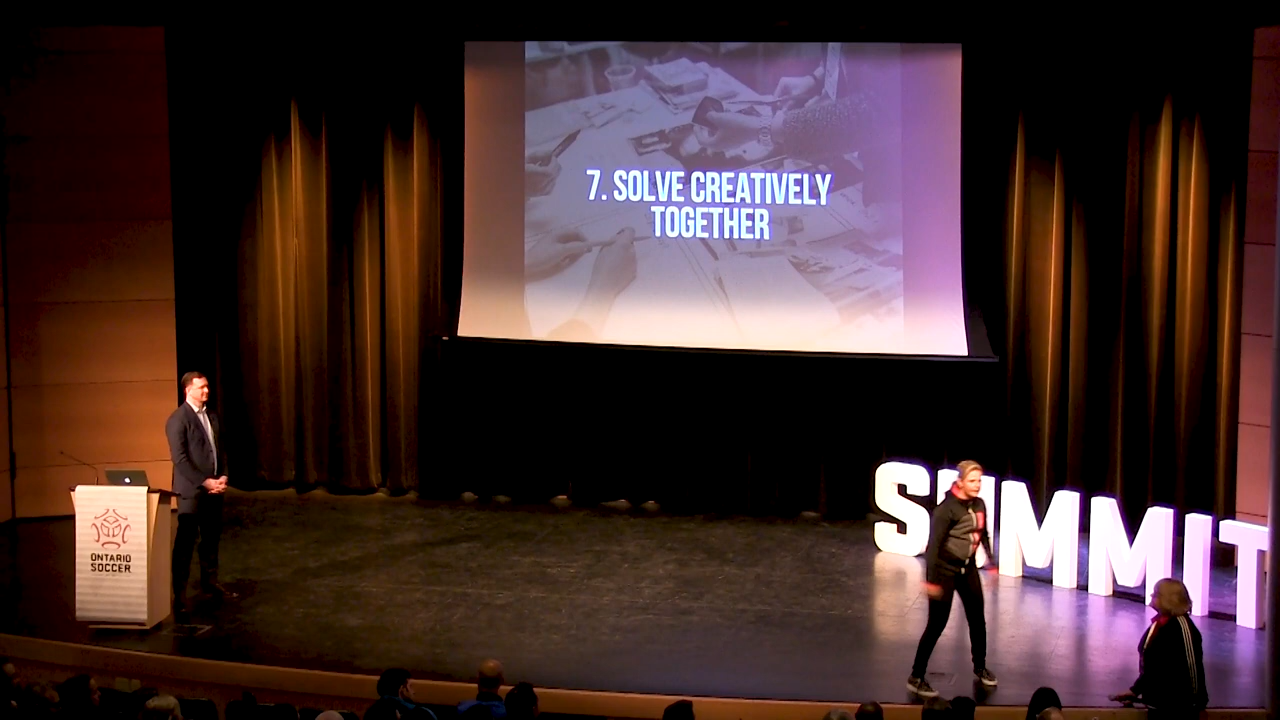 7. SOLVE CREATIVELY
TOGETHER
SUMMIT
ONTARIO
SOCCER